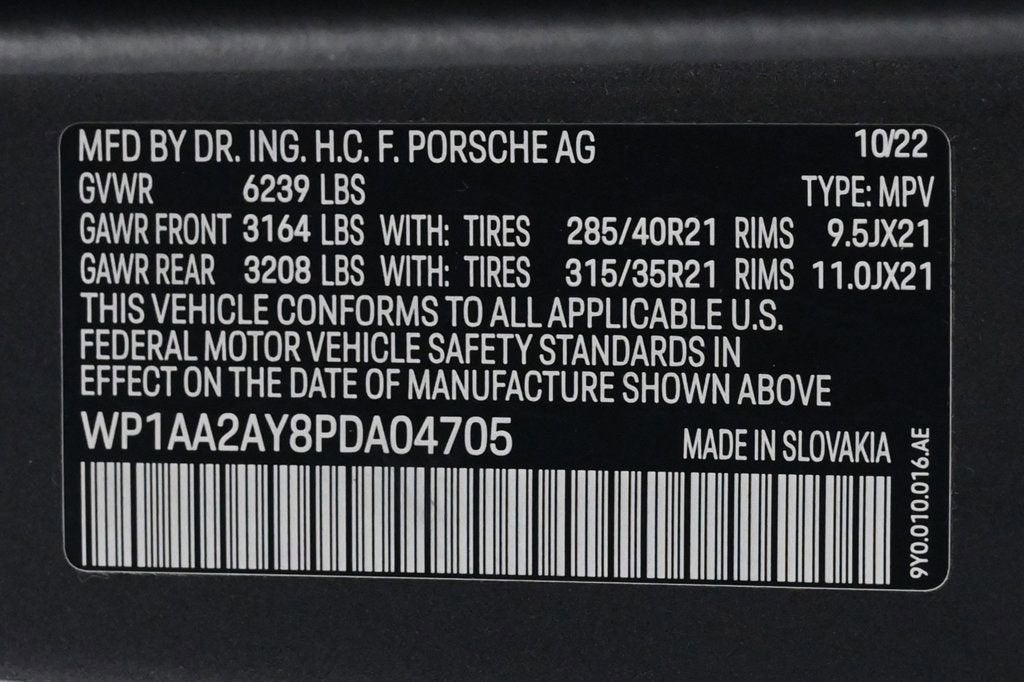 MFD BY DR. ING. H.C. F. PORSCHE AG 10/22
GVWR 6239 LBS TYPE: MPV
GAWR FRONT 3164 LBS WITH: TIRES 285/40R21 RIMS 9.5JX21
GAWR REAR 3208 LBS WITH: TIRES 315/35R21 RIMS 11.0JX21
THIS VEHICLE CONFORMS TO ALL APPLICABLE U.S.
FEDERAL MOTOR VEHICLE SAFETY STANDARDS IN
EFFECT ON THE DATE OF MANUFACTURE SHOWN ABOVE
WP1AA2AY8PDA04705 MADE IN SLOVAKIA
9Y0.010.016.AE